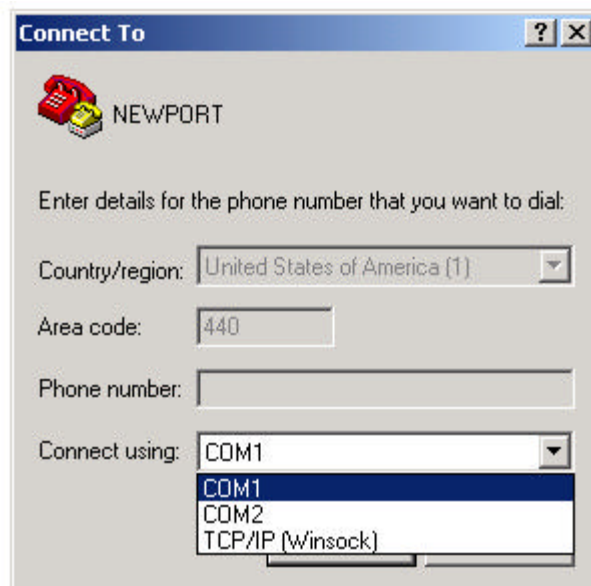 Connect To
NEWPORT
Enter details for the phone number that you want to dial:
Country/region: United States of America (1)
Area code: 440
Phone number:
Connect using: COM1
COM1
COM2
TCP/IP (Winsock)